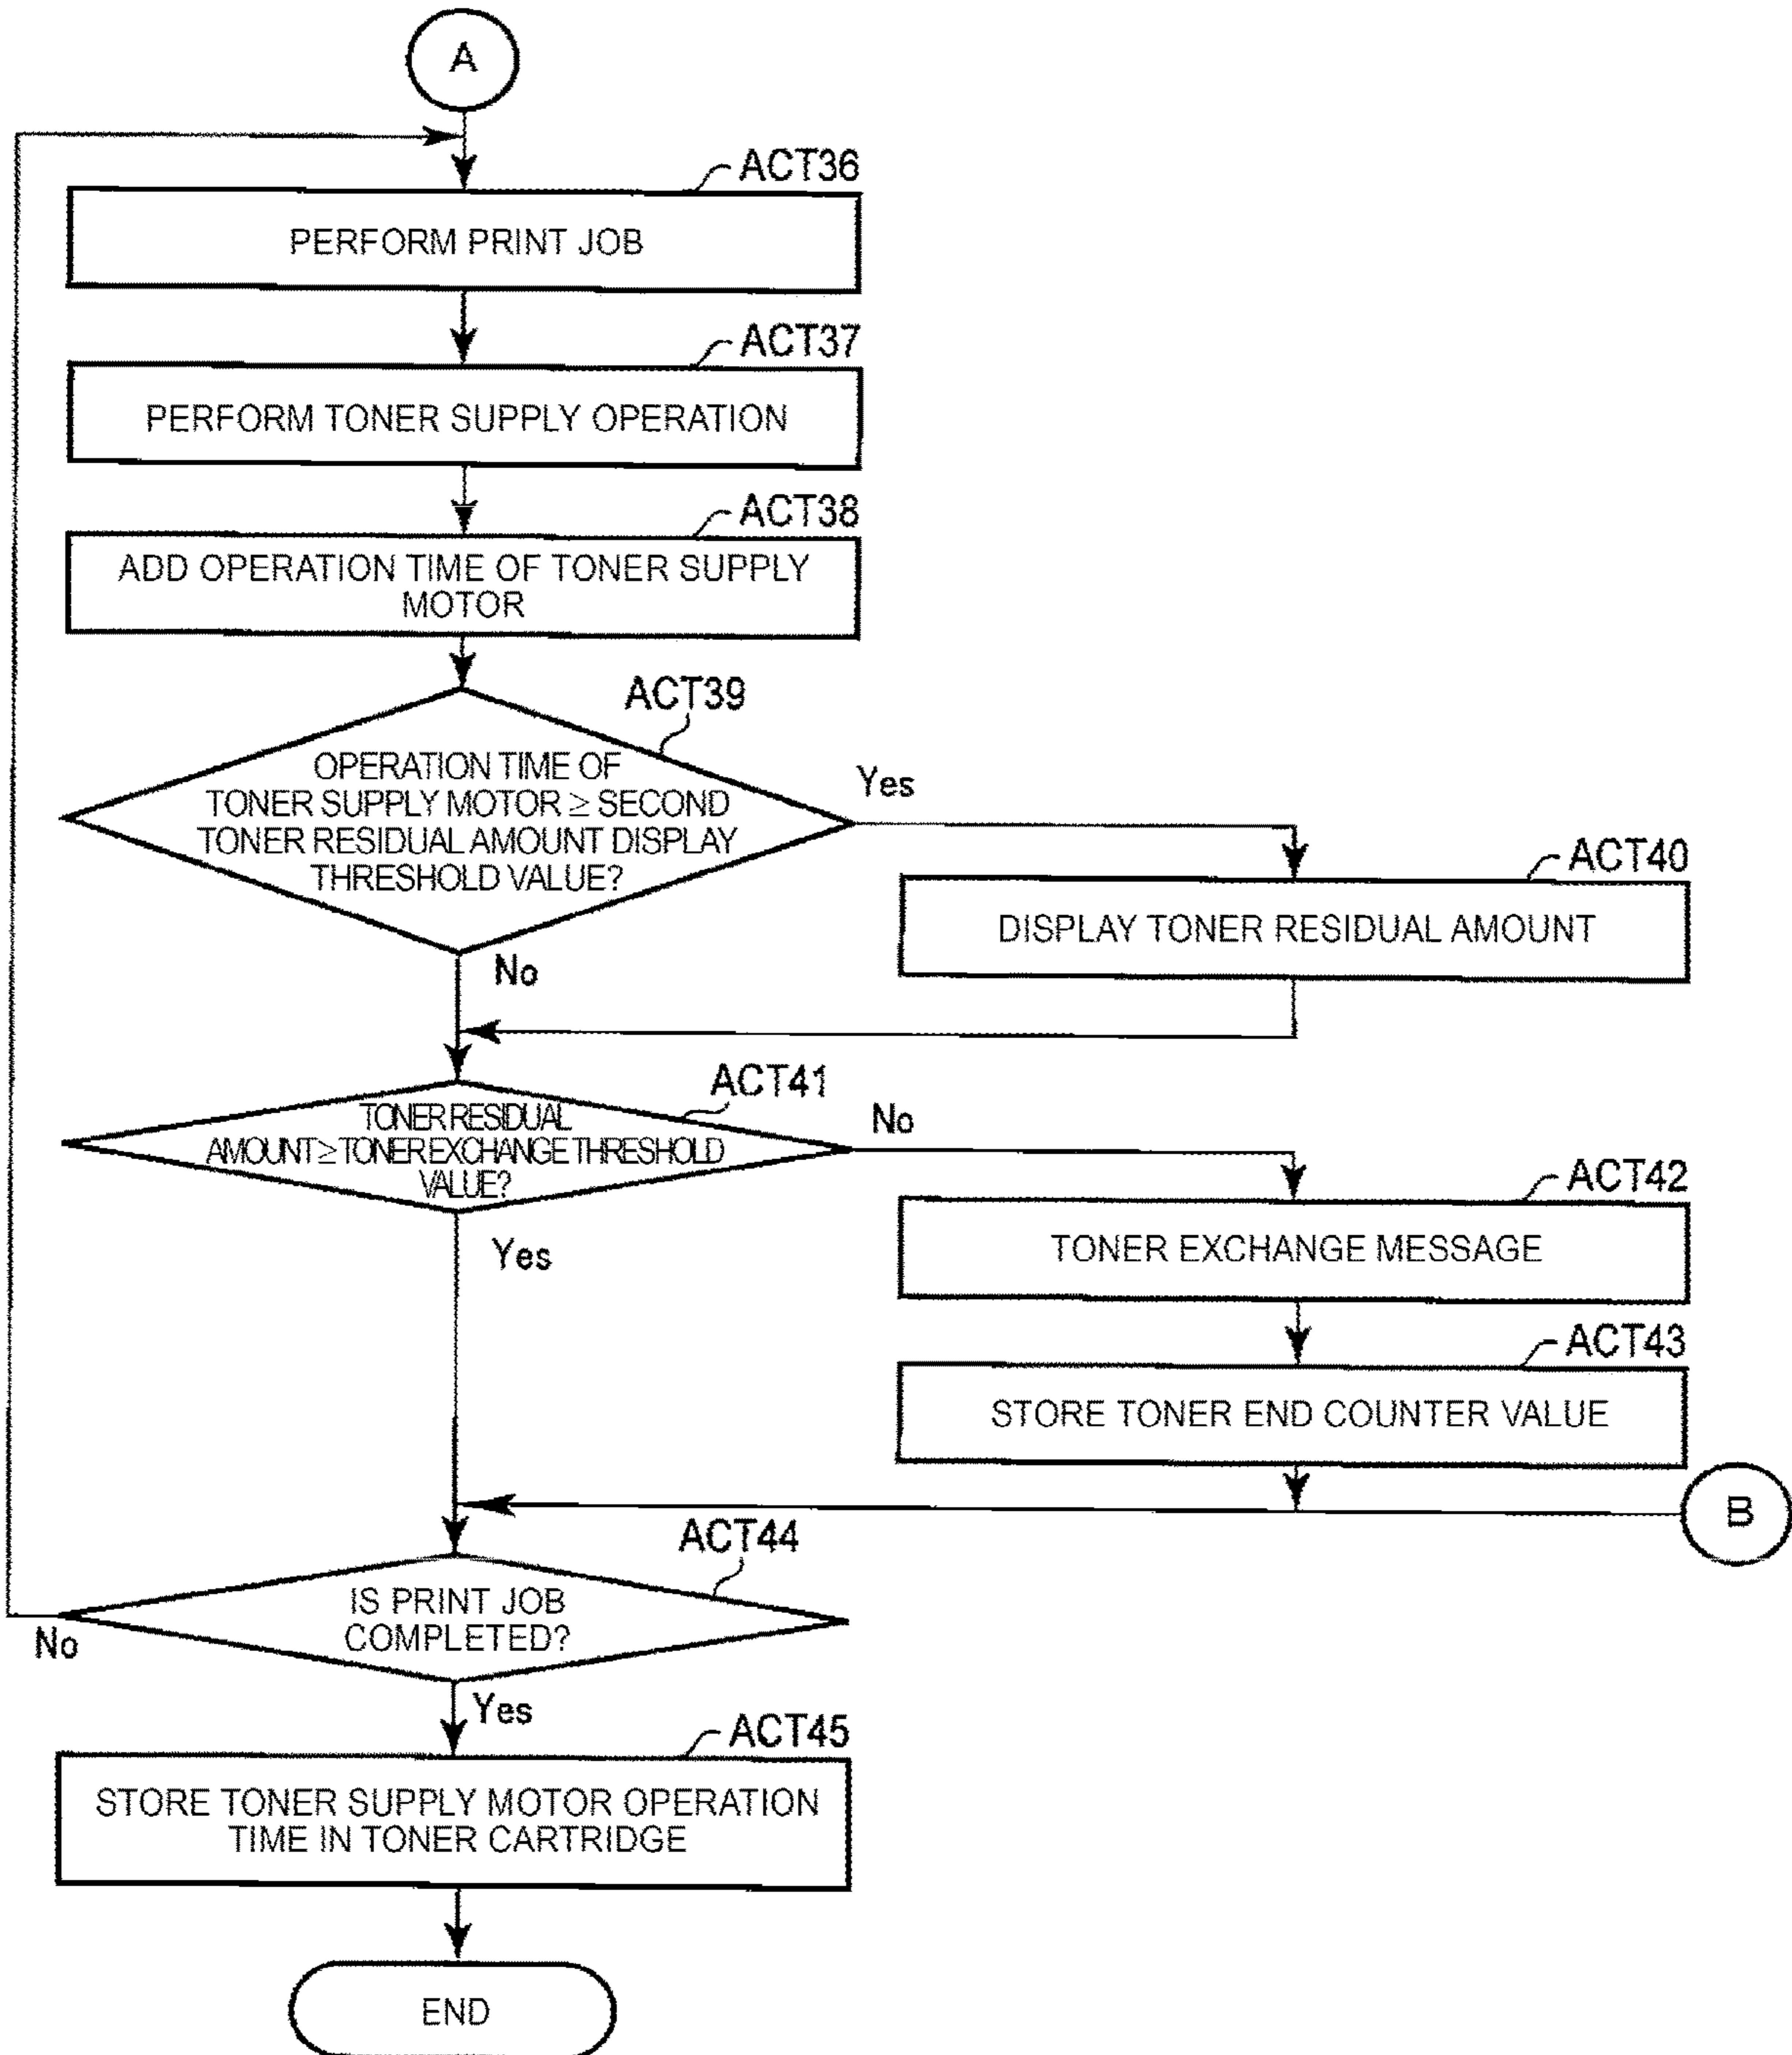 A
ACT36
PERFORM PRINT JOB
ACT37
PERFORM TONER SUPPLY OPERATION
ACT38
ADD OPERATION TIME OF TONER SUPPLY
MOTOR
ACT39
OPERATION TIME OF
TONER SUPPLY MOTOR ≥ SECOND
TONER RESIDUAL AMOUNT DISPLAY
THRESHOLD VALUE?
Yes
No
ACT40
DISPLAY TONER RESIDUAL AMOUNT
ACT41
TONER RESIDUAL
AMOUNT ≥ TONER EXCHANGE THRESHOLD
VALUE?
No
Yes
ACT42
TONER EXCHANGE MESSAGE
ACT43
STORE TONER END COUNTER VALUE
B
ACT44
IS PRINT JOB
COMPLETED?
No
Yes
ACT45
STORE TONER SUPPLY MOTOR OPERATION
TIME IN TONER CARTRIDGE
END